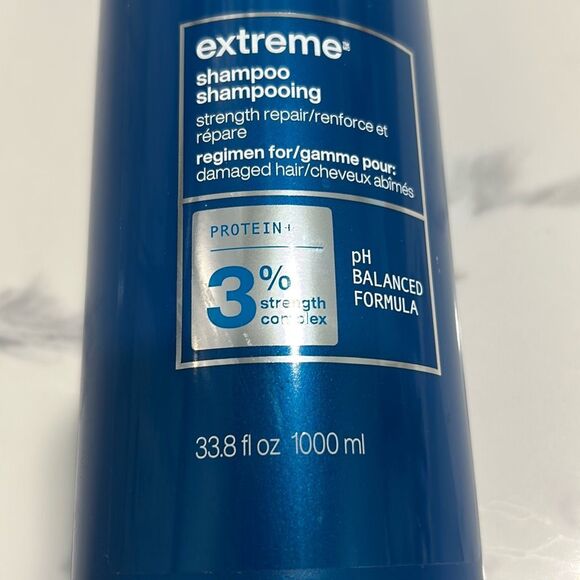 extreme
shampoo
shampooing
strength repair/renforce et
répare
regimen for/gamme pour:
damaged hair/cheveux abîmés
PROTEIN+
3%
strength
complex
pH
BALANCED
FORMULA
33.8 fl oz 1000 ml